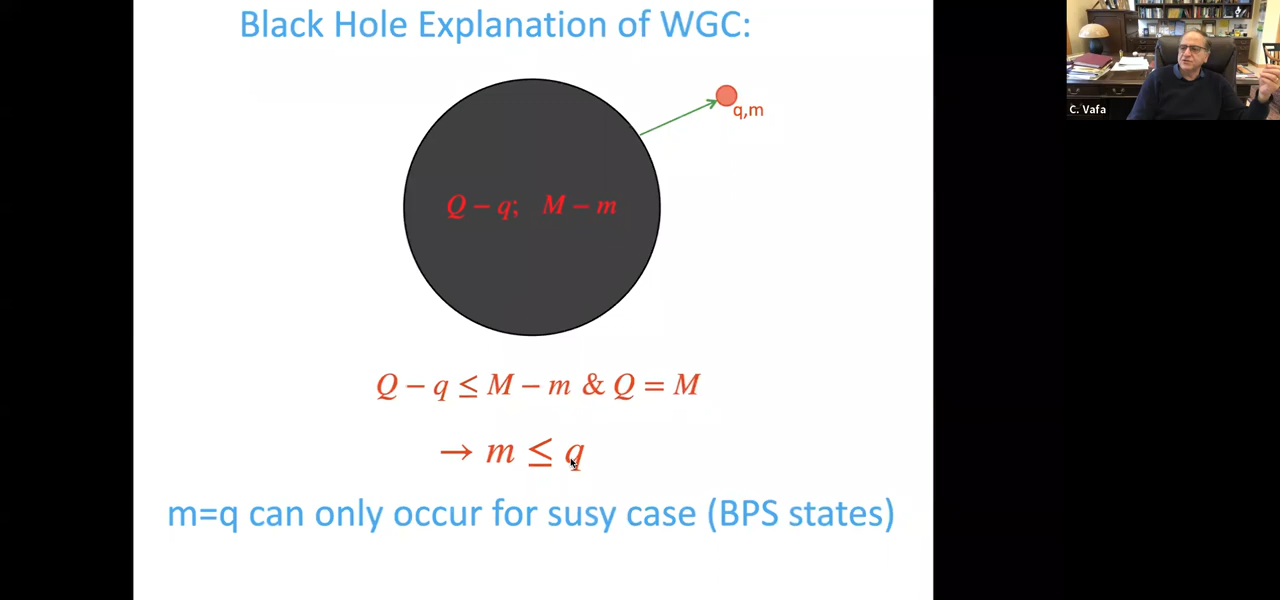 Black Hole Explanation of WGC:
q,m
C. Vafa
Q − q; M − m
Q − q ≤ M − m & Q = M
→ m ≤ q
m=q can only occur for susy case (BPS states)